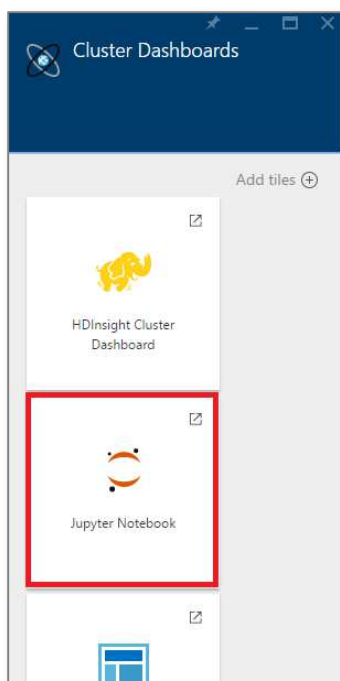 Cluster Dashboards
Add tiles
HDInsight Cluster
Dashboard
Jupyter Notebook